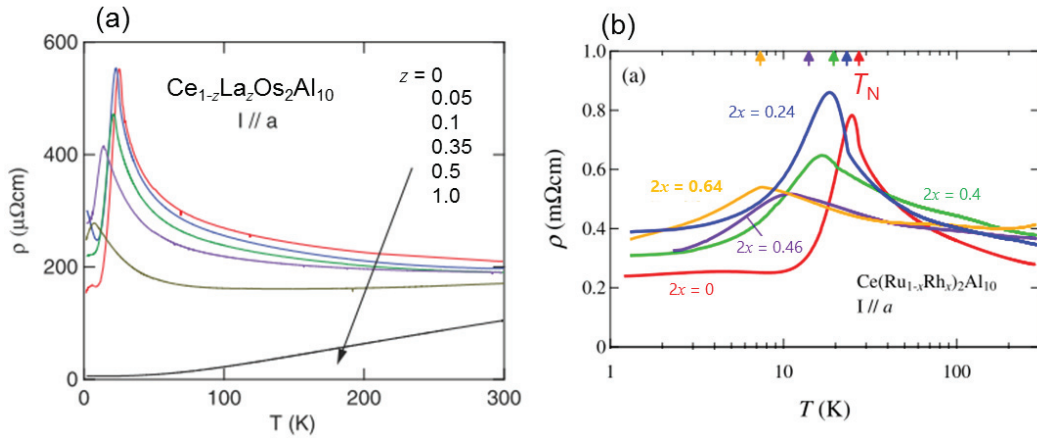 (a)
600
400
200
0
ρ (μΩcm)
Ce1-zLazOs2Al10
I // a
z = 0
0.05
0.1
0.35
0.5
1.0
0 100 200 300
T (K)
(b)
(a)
1.0
0.8
0.6
0.4
0.2
0
ρ (mΩcm)
TN
2x = 0.24
2x = 0.64
2x = 0.4
2x = 0.46
2x = 0
Ce(Ru1-xRhx)2Al10
I // a
1 10 100
T (K)